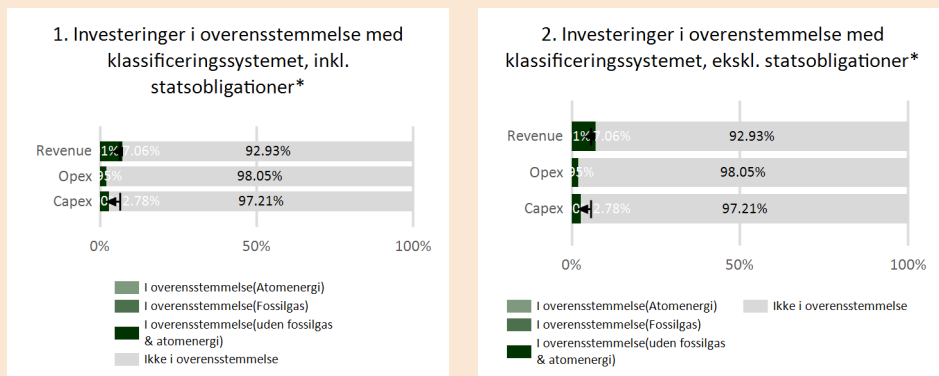 1. Investeringer i overensstemmelse med
klassificeringssystemet, inkl.
statsobligationer*
Revenue 7.06% 92.93%
Opex 98.05%
Capex 2.78% 97.21%
0% 50% 100%
I overensstemmelse(Atomenergi)
I overensstemmelse(Fossilgas)
I overensstemmelse(uden fossilgas
& atomenergi)
Ikke i overensstemmelse
2. Investeringer i overenstemmelse med
klassificeringssystemet, ekskl. statsobligationer*
Revenue 7.06% 92.93%
Opex 98.05%
Capex 2.78% 97.21%
0% 50% 100%
I overensstemmelse(Atomenergi) Ikke i overensstemmelse
I overensstemmelse(Fossilgas)
I overensstemmelse(uden fossilgas
& atomenergi)